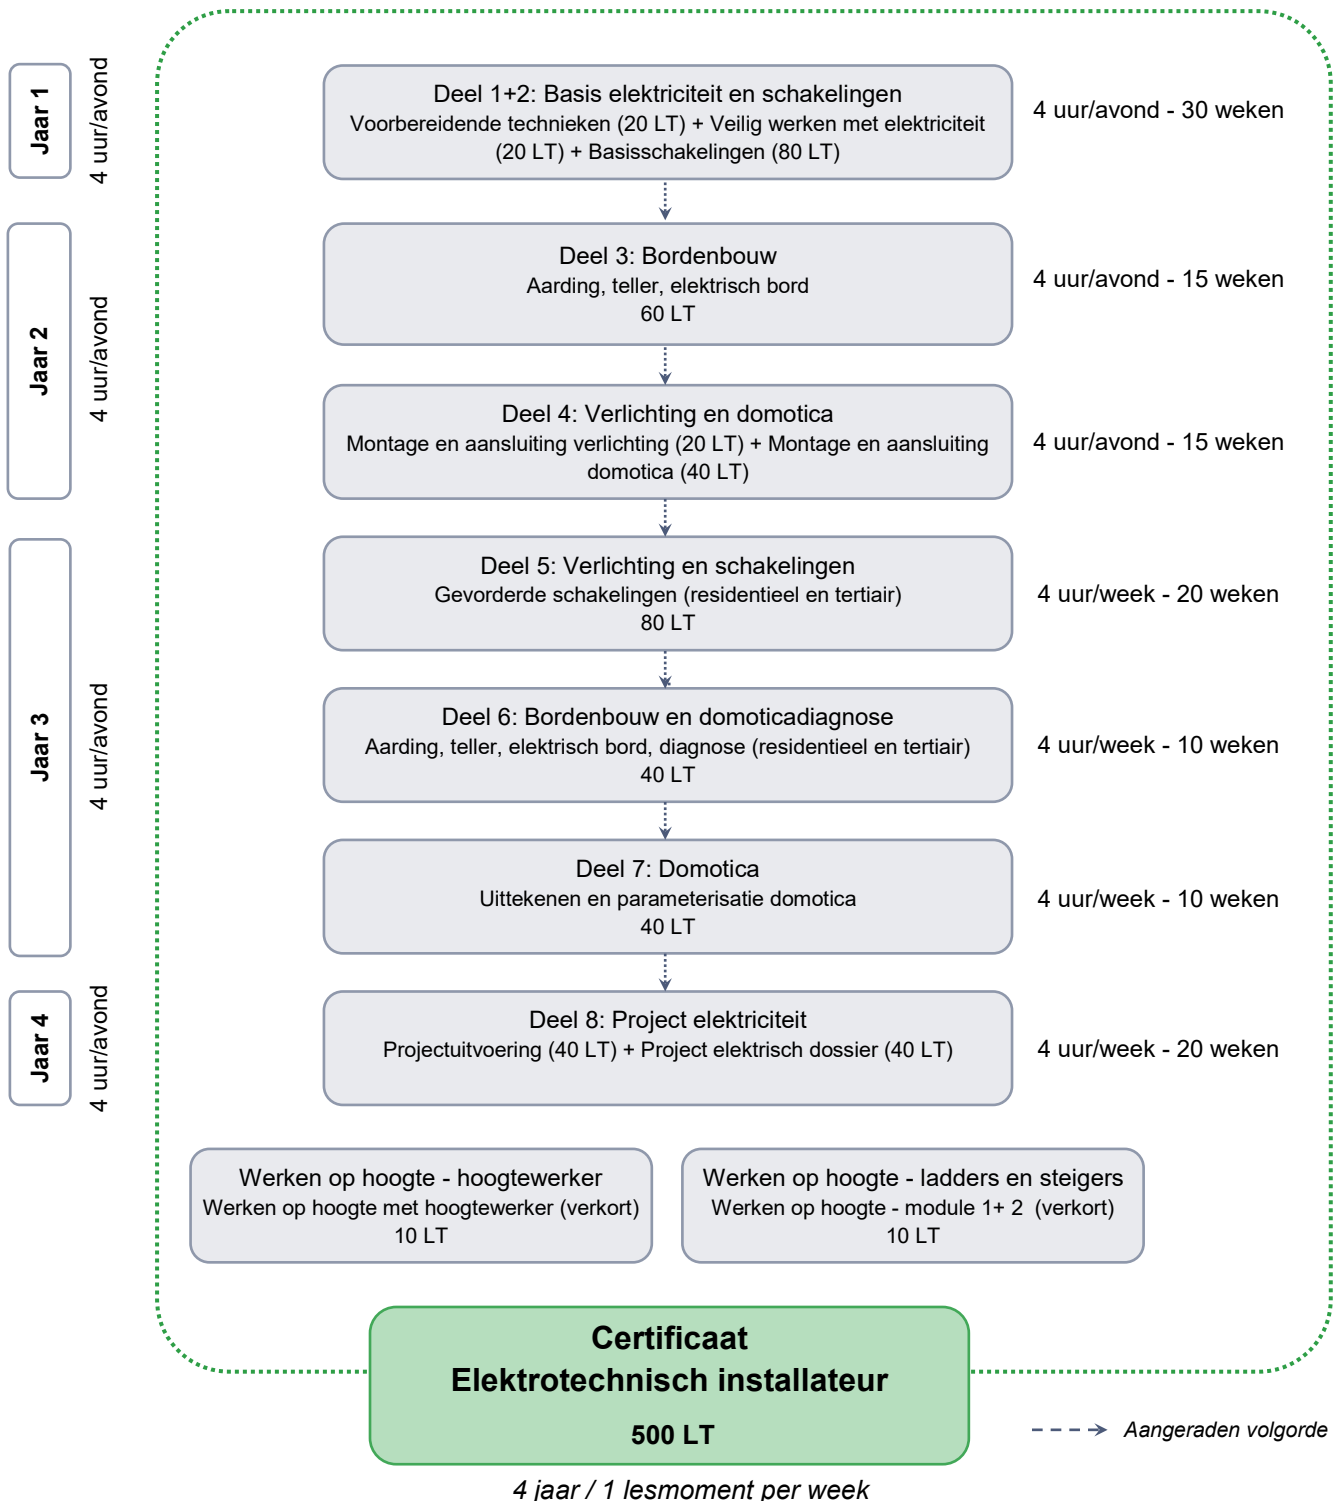 Jaar 1
4 uur/avond
Deel 1+2: Basis elektriciteit en schakelingen
Voorbereidende technieken (20 LT) + Veilig werken met elektriciteit
(20 LT) + Basisschakelingen (80 LT)
4 uur/avond - 30 weken
Jaar 2
4 uur/avond
Deel 3: Bordenbouw
Aarding, teller, elektrisch bord
60 LT
4 uur/avond - 15 weken
Deel 4: Verlichting en domotica
Montage en aansluiting verlichting (20 LT) + Montage en aansluiting
domotica (40 LT)
4 uur/avond - 15 weken
Jaar 3
4 uur/avond
Deel 5: Verlichting en schakelingen
Gevorderde schakelingen (residentieel en tertiair)
80 LT
4 uur/week - 20 weken
Deel 6: Bordenbouw en domoticadiagnose
Aarding, teller, elektrisch bord, diagnose (residentieel en tertiair)
40 LT
4 uur/week - 10 weken
Deel 7: Domotica
Uittekenen en parameterisatie domotica
40 LT
4 uur/week - 10 weken
Jaar 4
4 uur/avond
Deel 8: Project elektriciteit
Projectuitvoering (40 LT) + Project elektrisch dossier (40 LT)
4 uur/week - 20 weken
Werken op hoogte - hoogtewerker
Werken op hoogte met hoogtewerker (verkort)
10 LT
Werken op hoogte - ladders en steigers
Werken op hoogte - module 1+ 2 (verkort)
10 LT
Certificaat
Elektrotechnisch installateur
500 LT
Aangeraden volgorde
4 jaar / 1 lesmoment per week